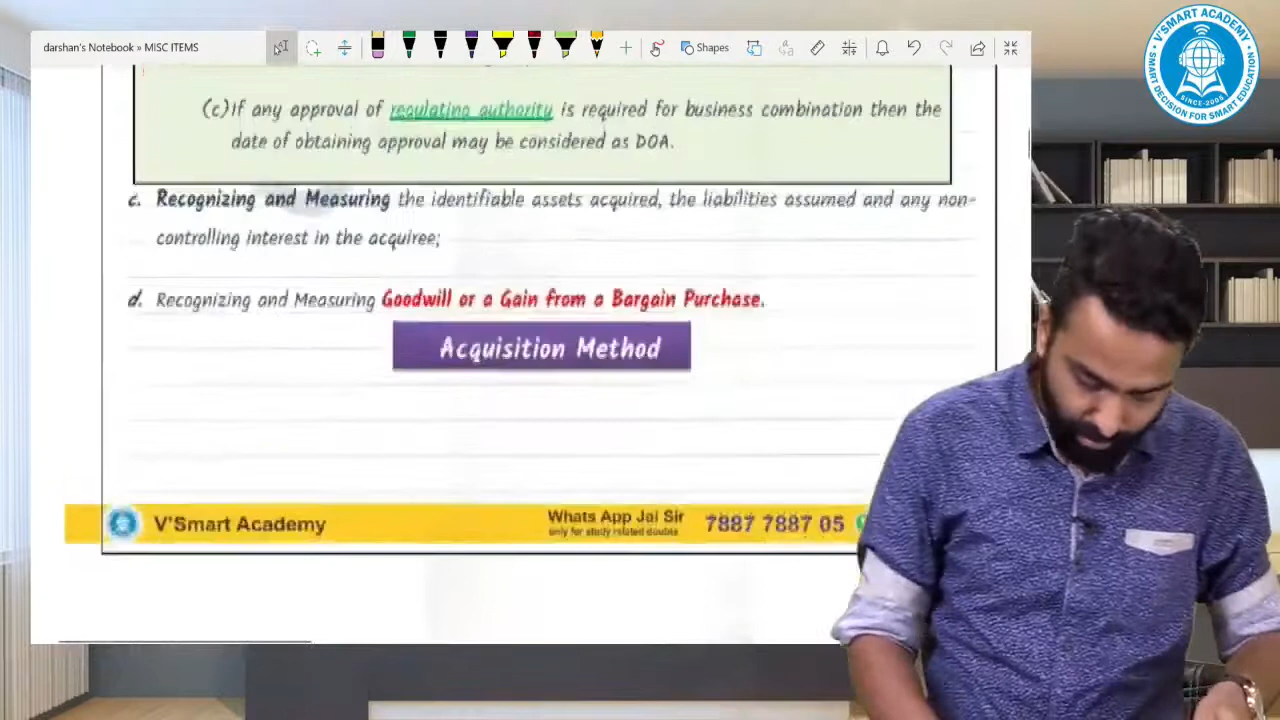 darshan's Notebook » MISC ITEMS
Shapes
V'SMART ACADEMY
SINCE-2005
SMART DECISION FOR SMART EDUCATION
(c)If any approval of regulating authority is required for business combination then the
date of obtaining approval may be considered as DOA.
c. Recognizing and Measuring the identifiable assets acquired, the liabilities assumed and any non-
controlling interest in the acquiree;
d. Recognizing and Measuring Goodwill or a Gain from a Bargain Purchase.
Acquisition Method
V'Smart Academy
Whats App Jai Sir
only for study related doubts
7887 7887 05